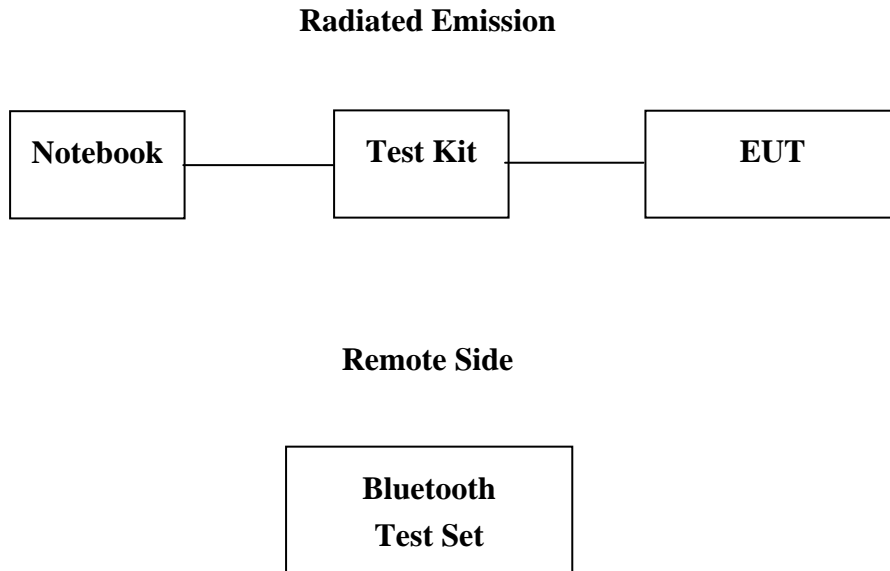 Radiated Emission
Notebook
Test Kit
EUT
Remote Side
Bluetooth
Test Set